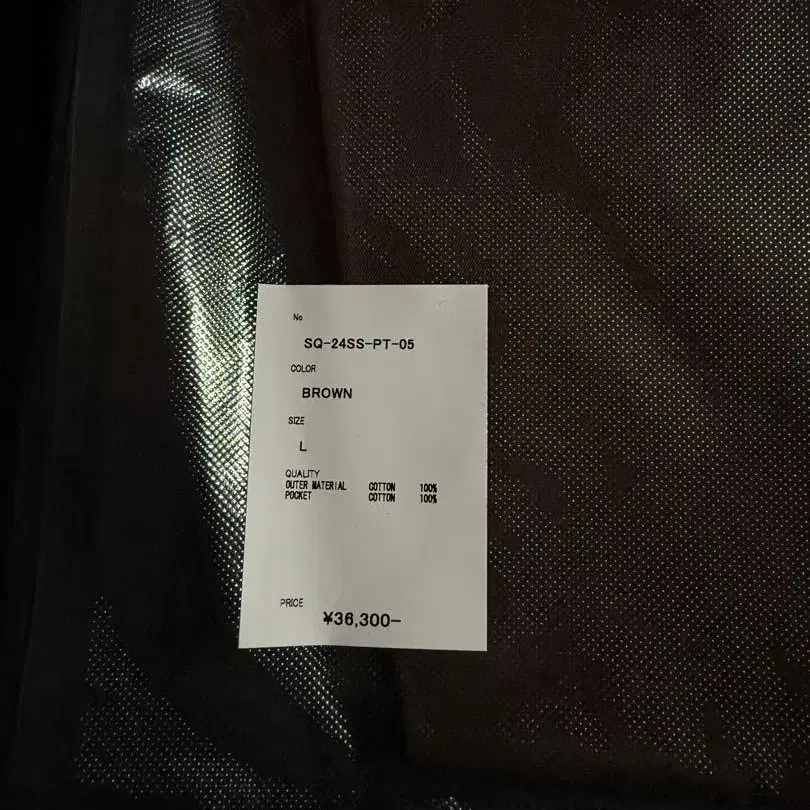 No
SQ-24SS-PT-05
COLOR
BROWN
SIZE
L
QUALITY
OUTER MATERIAL COTTON 100%
POCKET COTTON 100%
PRICE
¥36,300−